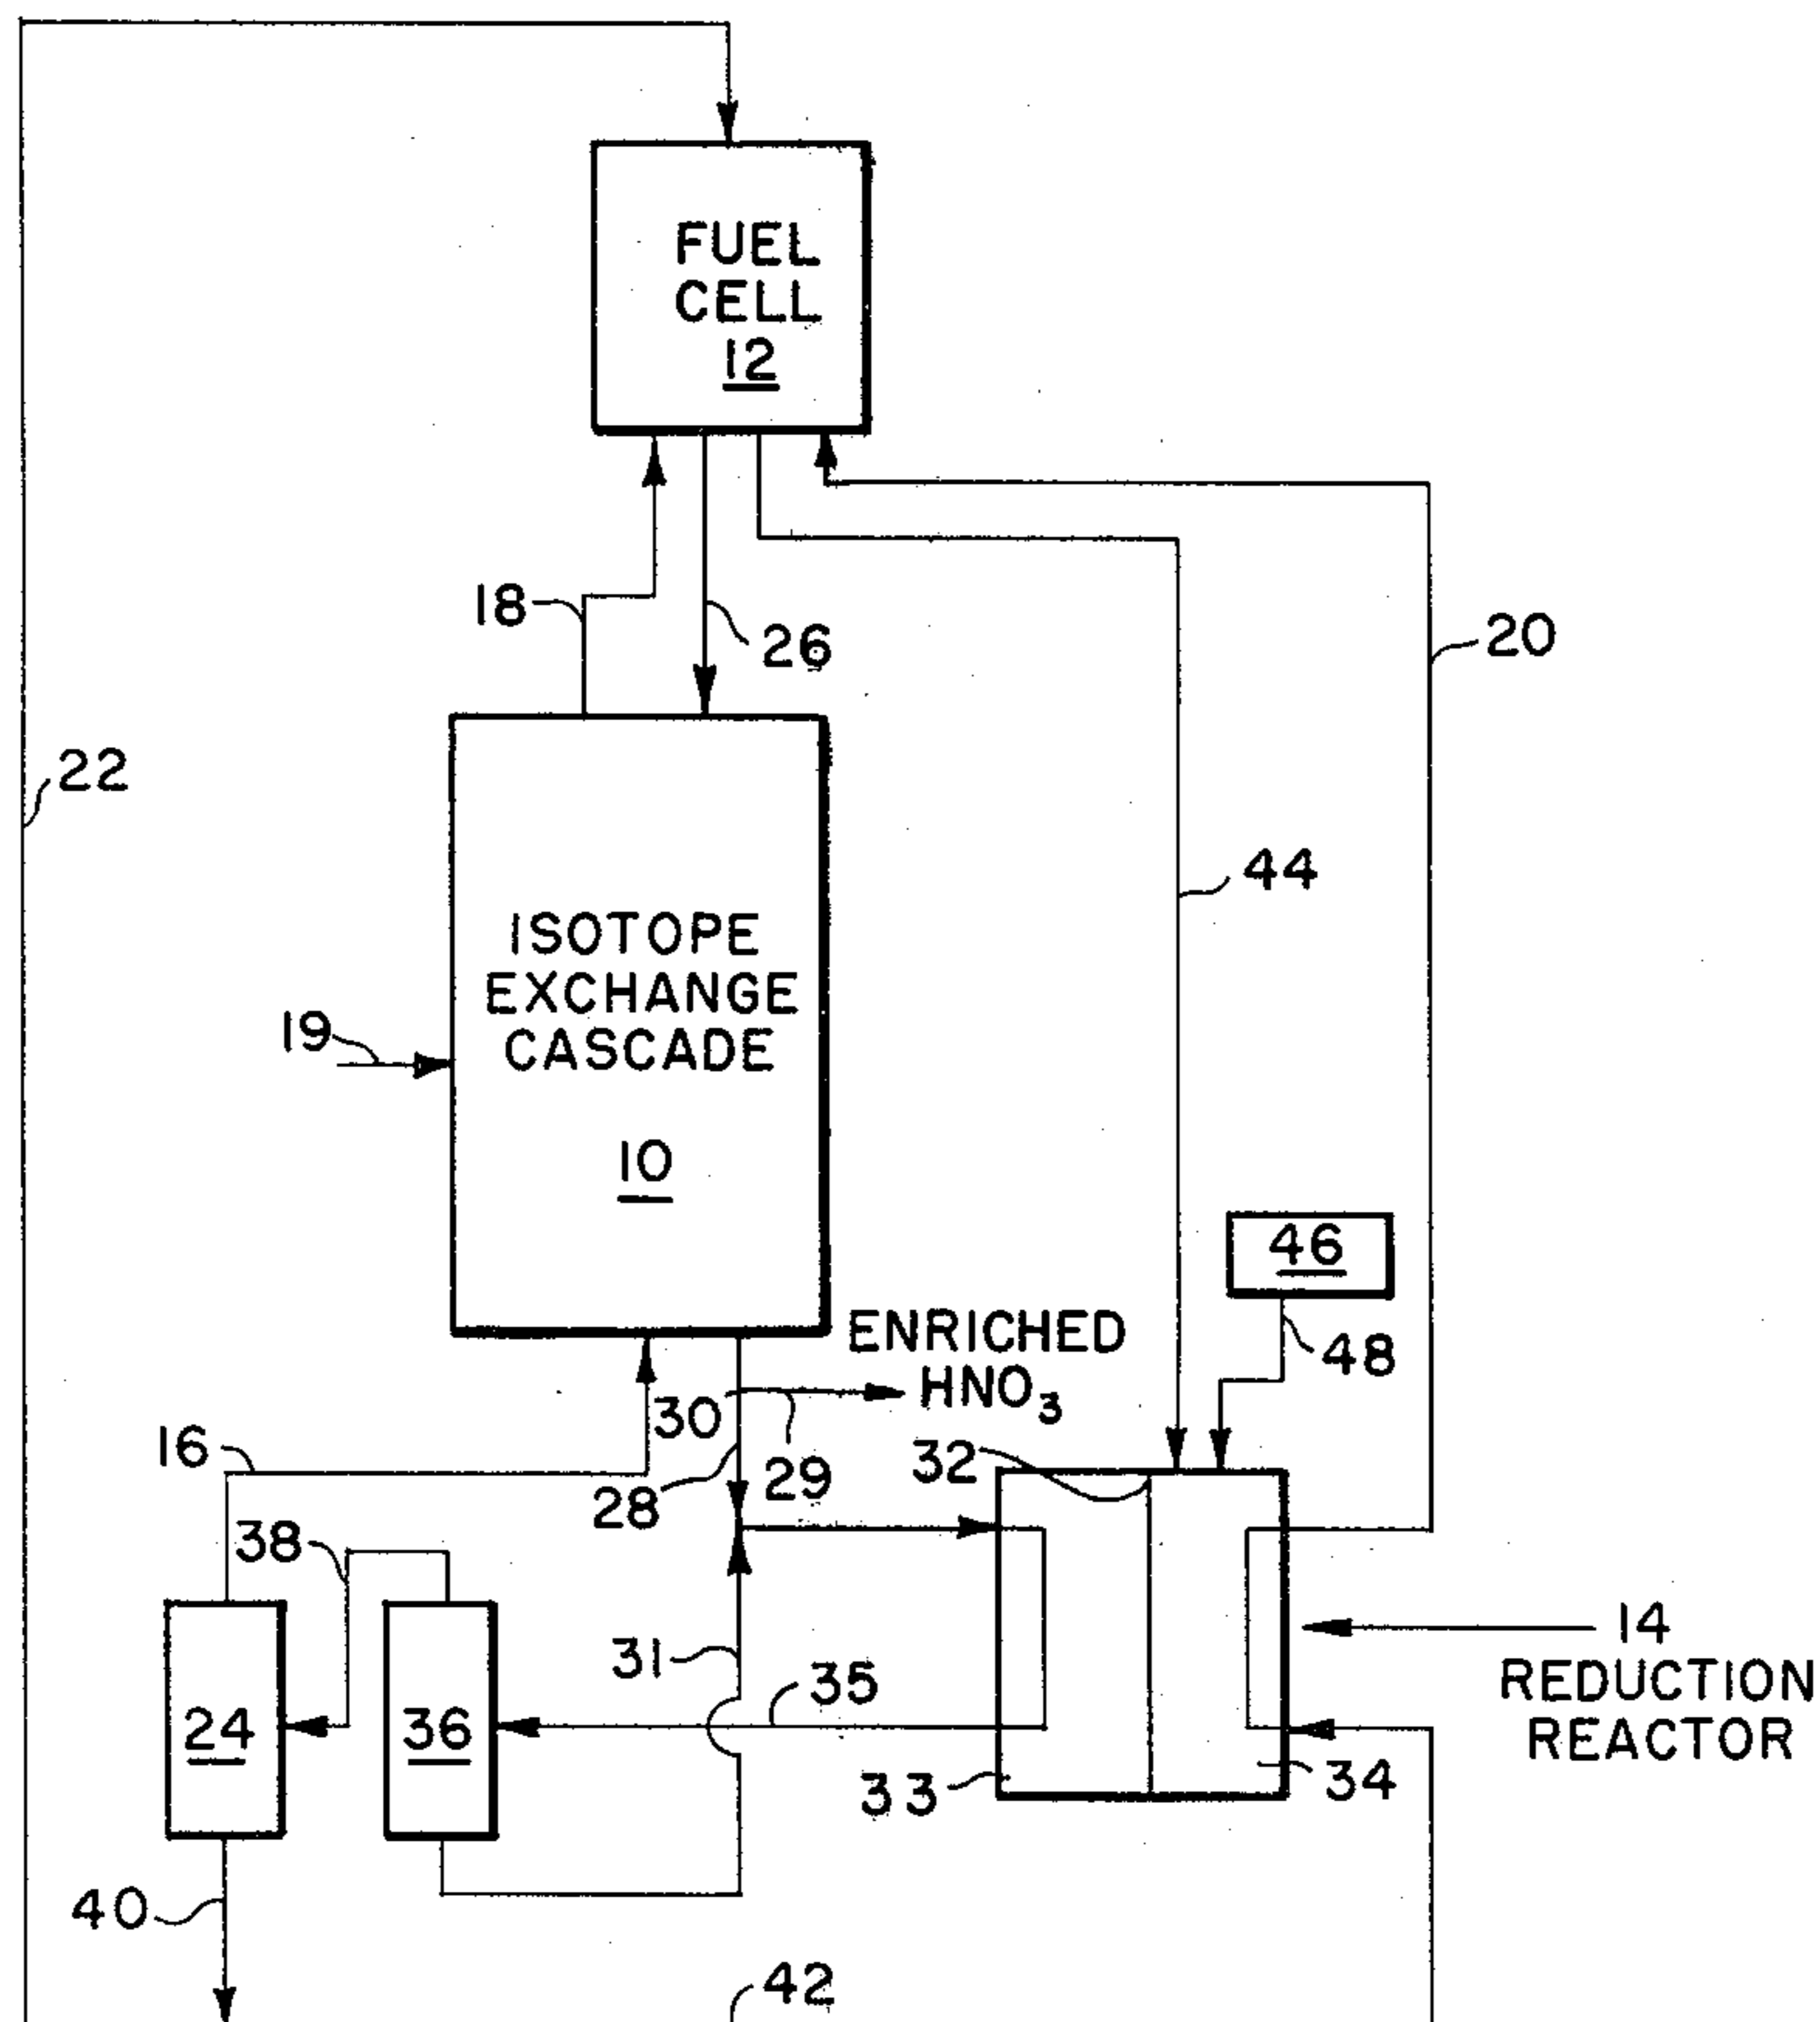 FUEL
CELL
12
18
26
20
22
44
ISOTOPE
EXCHANGE
CASCADE
19
10
46
ENRICHED
HNO3
48
30
16
32
28
29
38
14
REDUCTION
REACTOR
31
35
24
36
33
34
40
42